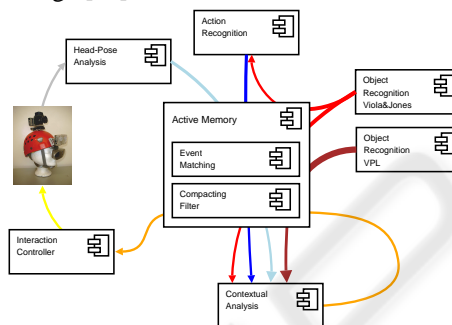 Action
Recognition
Head-Pose
Analysis
Object
Recognition
Viola&Jones
Active Memory
Object
Recognition
VPL
Event
Matching
Compacting
Filter
Interaction
Controller
Contextual
Analysis